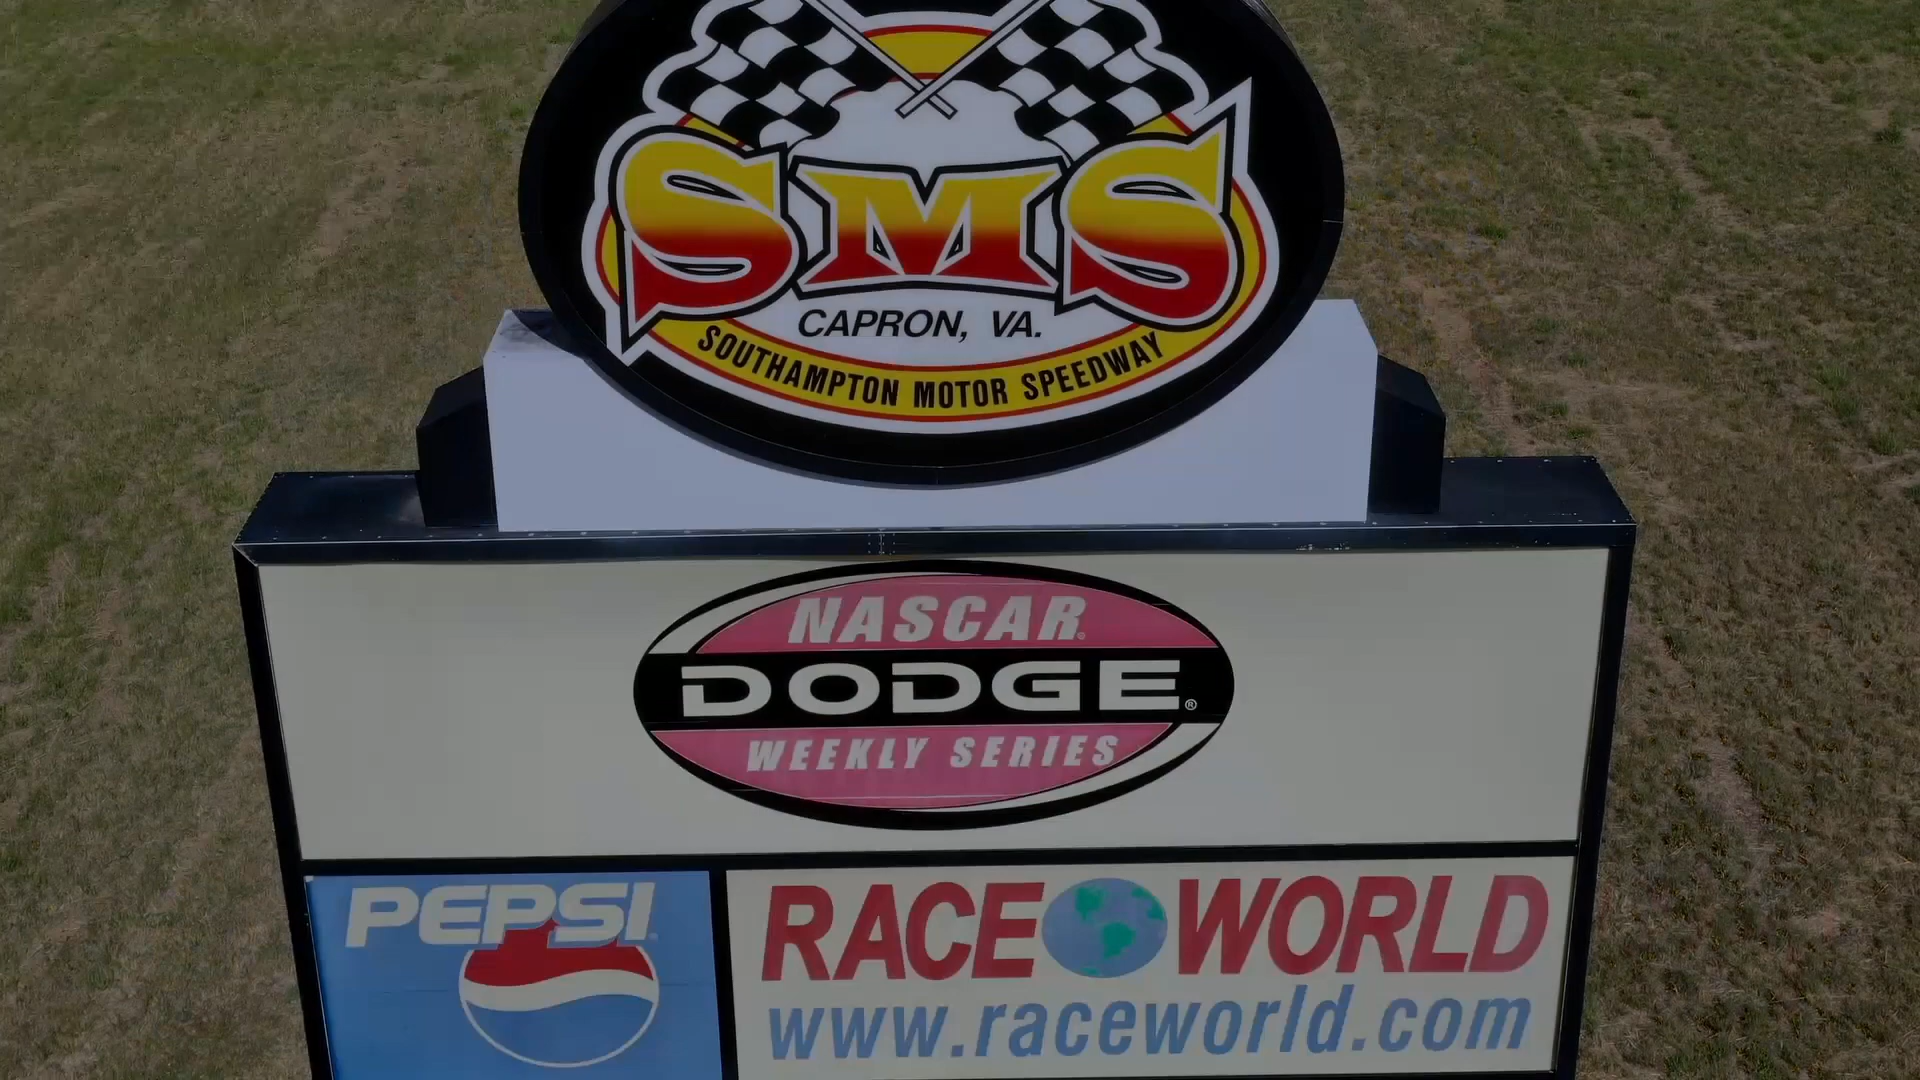 SMS
CAPRON, VA.
SOUTHAMPTON MOTOR SPEEDWAY
NASCAR®
DODGE®
WEEKLY SERIES
PEPSI
RACE WORLD
www.raceworld.com